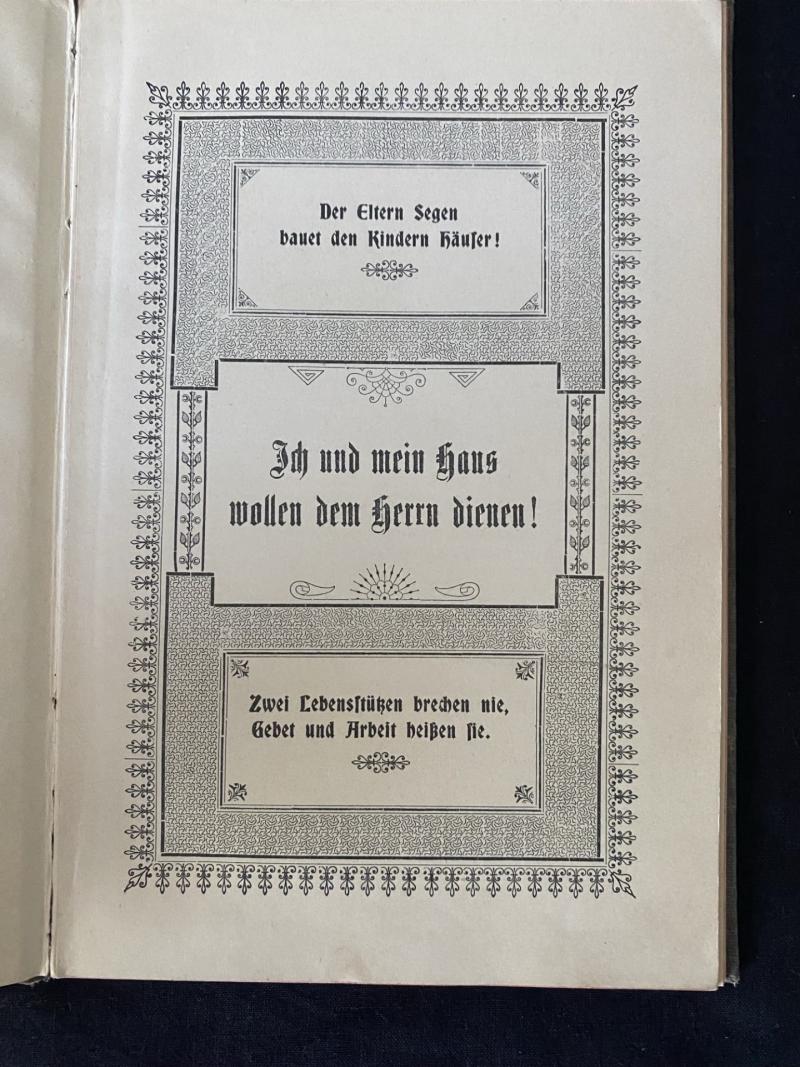 Der Eltern Segen
bauet den Kindern Häuſer!
Ich und mein Haus
wollen dem Herrn dienen!
Zwei Lebensſtützen brechen nie,
Gebet und Arbeit heißen ſie.